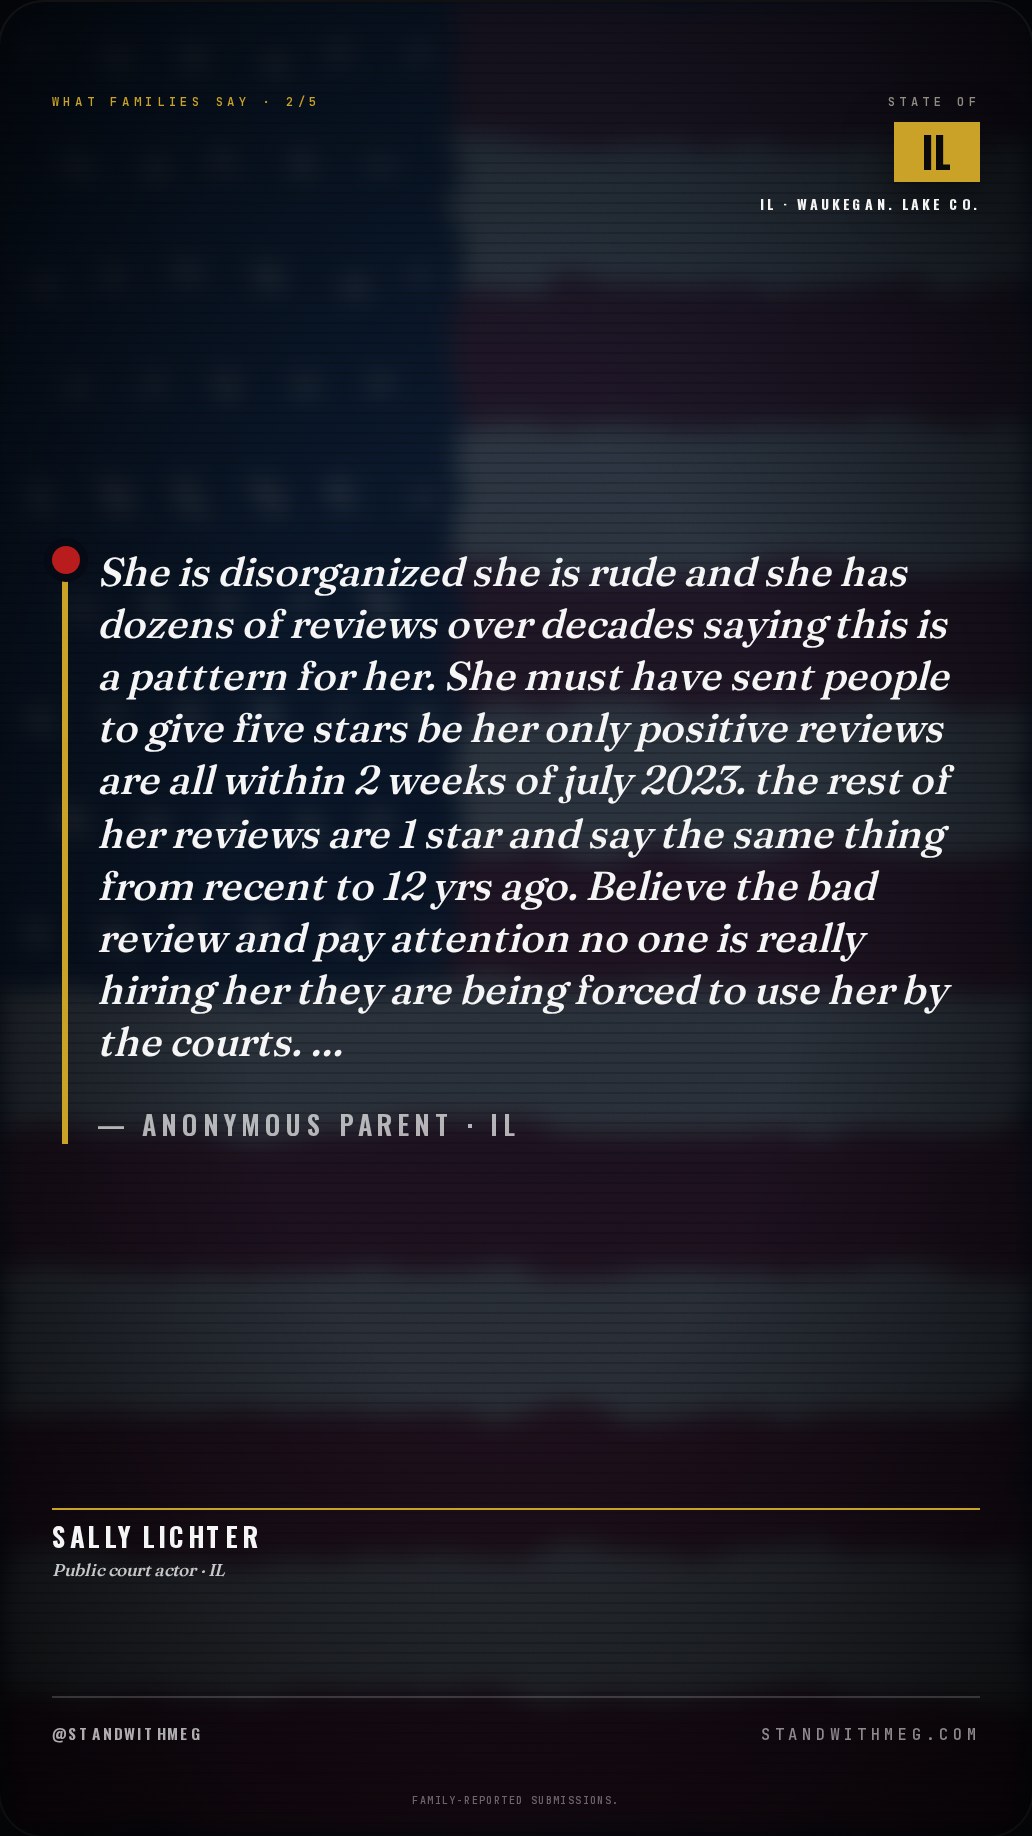 WHAT FAMILIES SAY · 2/5
STATE OF
IL
IL · WAUKEGAN. LAKE CO.
She is disorganized she is rude and she has
dozens of reviews over decades saying this is
a patttern for her. She must have sent people
to give five stars be her only positive reviews
are all within 2 weeks of july 2023. the rest of
her reviews are 1 star and say the same thing
from recent to 12 yrs ago. Believe the bad
review and pay attention no one is really
hiring her they are being forced to use her by
the courts. ...
— ANONYMOUS PARENT · IL
SALLY LICHTER
Public court actor · IL
@STANDWITHMEG
STANDWITHMEG.COM
FAMILY-REPORTED SUBMISSIONS.